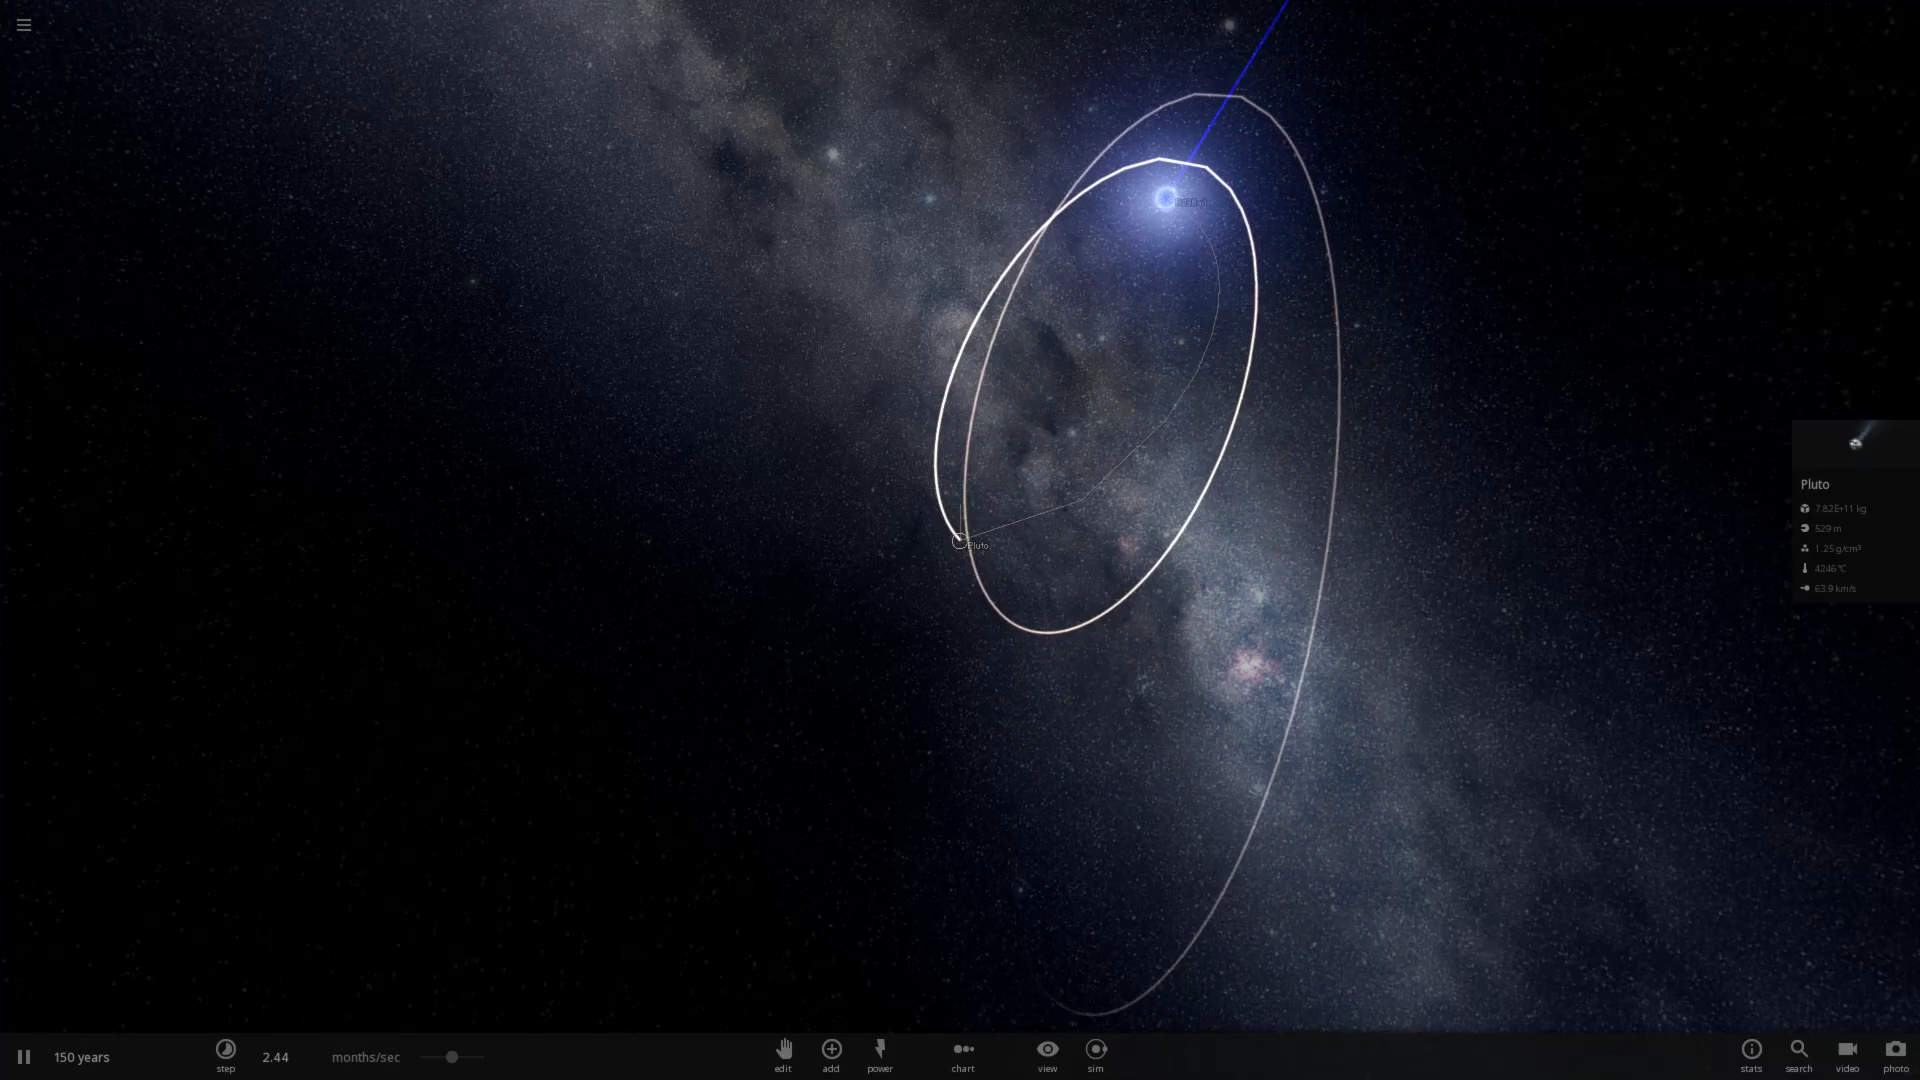 Pluto
Pluto
7.82E+11 kg
529 m
1.25 g/cm³
4246 °C
63.9 km/s
150 years
step
2.44
months/sec
edit
add
power
chart
view
sim
stats
search
video
photo